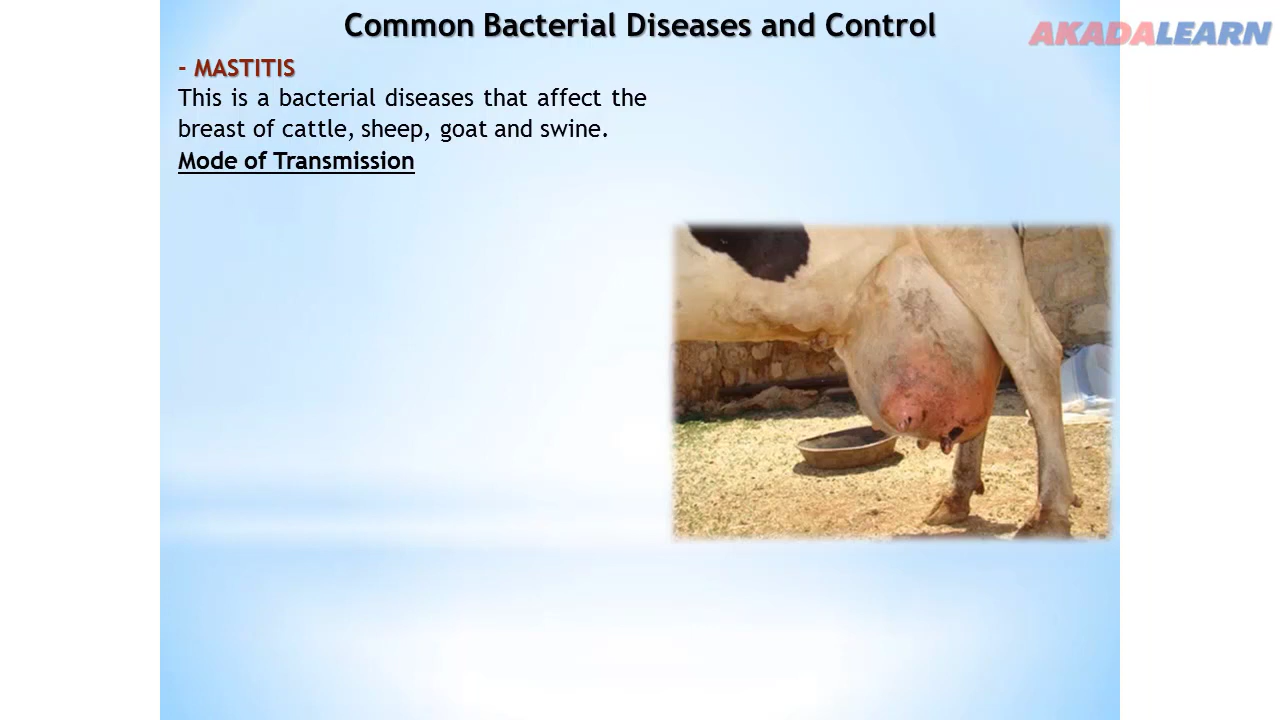 Common Bacterial Diseases and Control
AKADALEARN
- MASTITIS
This is a bacterial diseases that affect the
breast of cattle, sheep, goat and swine.
Mode of Transmission